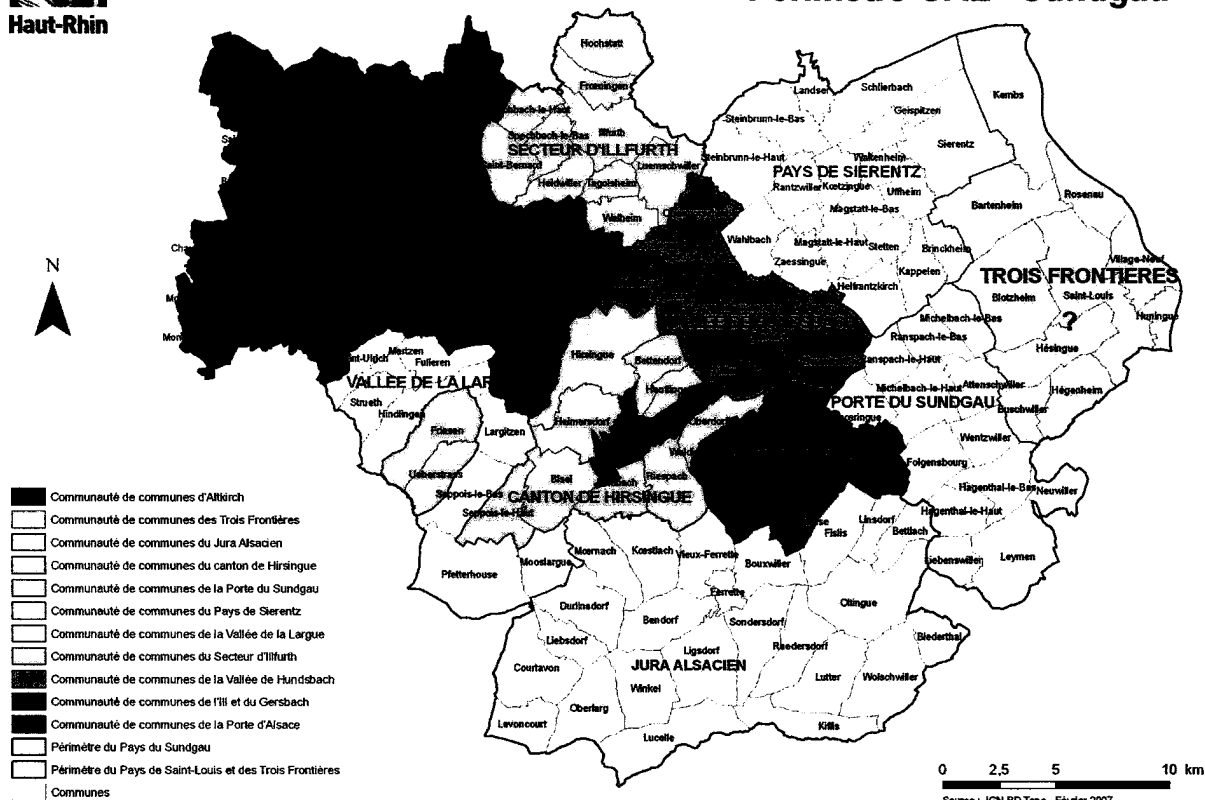 Haut-Rhin
N
Hochstatt
Froeningen
Illfurth
SECTEUR D'ILLFURTH
Luemschwiller
Heidwiller
Tagolsheim
Walheim
Landser
Schlierbach
Kembs
Geispitzen
Steinbrunn-le-Bas
Sierentz
Steinbrunn-le-Haut
Waltenheim
PAYS DE SIERENTZ
Rantzwiller
Kœtzingue
Uffheim
Rosenau
Bartenheim
Magstatt-le-Bas
Wahlbach
Magstatt-le-Haut
Stetten
Brinckheim
Zaessingue
Kappelen
Helfrantzkirch
Village-Neuf
TROIS FRONTIERES
Blotzheim
Saint-Louis
?
Huningue
Michelbach-le-Bas
Ranspach-le-Bas
Hésingue
Ranspach-le-Haut
Michelbach-le-Haut
Attenschwiller
Hégenheim
PORTE DU SUNDGAU
Buschwiller
Wentzwiller
Folgensbourg
Hagenthal-le-Bas
Neuwiller
Hagenthal-le-Haut
Liebenswiller
Leymen
Hirsingue
Bettendorf
Heimersdorf
Mertzen
Fulleren
VALLEE DE LA LAR
Strueth
Hindlingen
Friesen
Largitzen
Ueberstrass
Seppois-le-Bas
Seppois-le-Haut
Bisel
Riespach
CANTON DE HIRSINGUE
Pfetterhouse
Mooslargue
Moernach
Kœstlach
Vieux-Ferrette
Bouxwiller
Fislis
Linsdorf
Bettlach
Ferrette
Oltingue
Durlinsdorf
Bendorf
Sondersdorf
Biederthal
Liebsdorf
Ligsdorf
Raedersdorf
JURA ALSACIEN
Courtavon
Winkel
Lutter
Wolschwiller
Oberlarg
Levoncourt
Lucelle
Kiffis
Communauté de communes d'Altkirch
Communauté de communes des Trois Frontières
Communauté de communes du Jura Alsacien
Communauté de communes du canton de Hirsingue
Communauté de communes de la Porte du Sundgau
Communauté de communes du Pays de Sierentz
Communauté de communes de la Vallée de la Largue
Communauté de communes du Secteur d'Illfurth
Communauté de communes de la Vallée de Hundsbach
Communauté de communes de l'Ill et du Gersbach
Communauté de communes de la Porte d'Alsace
Périmètre du Pays du Sundgau
Périmètre du Pays de Saint-Louis et des Trois Frontières
Communes
0 2,5 5 10 km